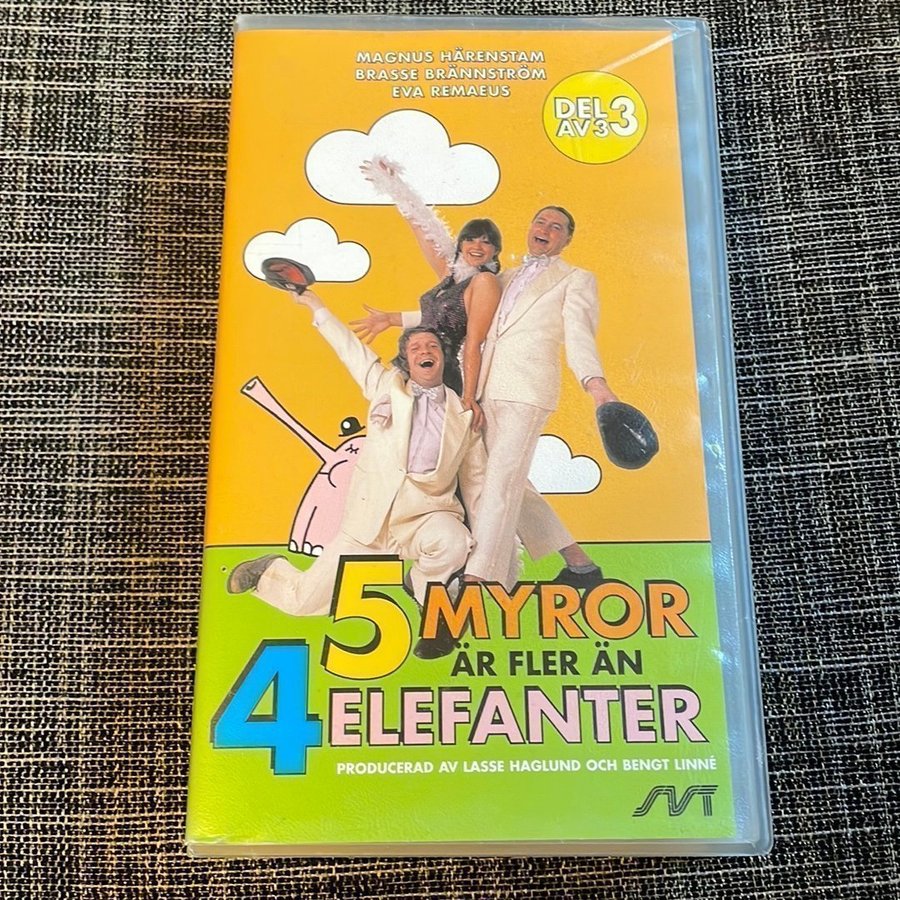 MAGNUS HÄRENSTAM
BRASSE BRÄNNSTRÖM
EVA REMAEUS
DEL 3
AV 3
5 MYROR
ÄR FLER ÄN
4 ELEFANTER
PRODUCERAD AV LASSE HAGLUND OCH BENGT LINNÉ
SVT